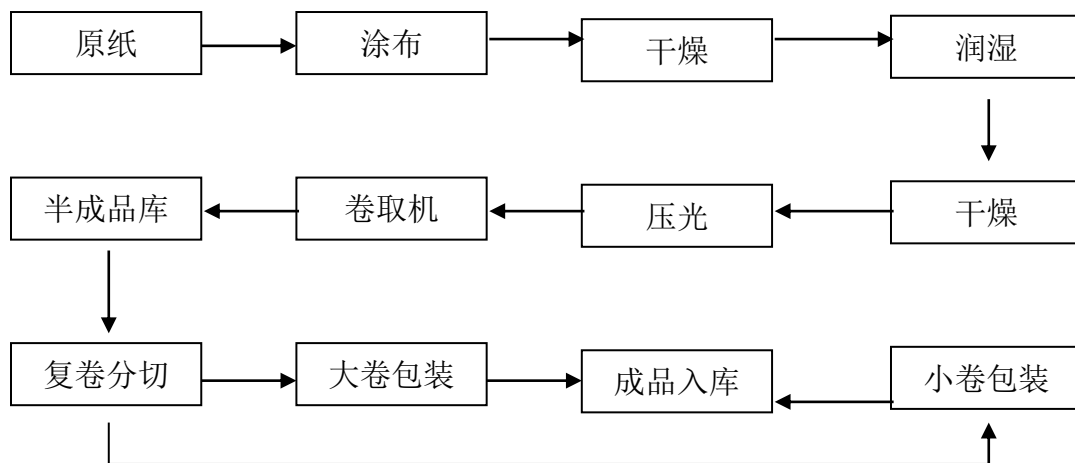 原纸
涂布
干燥
润湿
半成品库
卷取机
压光
干燥
复卷分切
大卷包装
成品入库
小卷包装